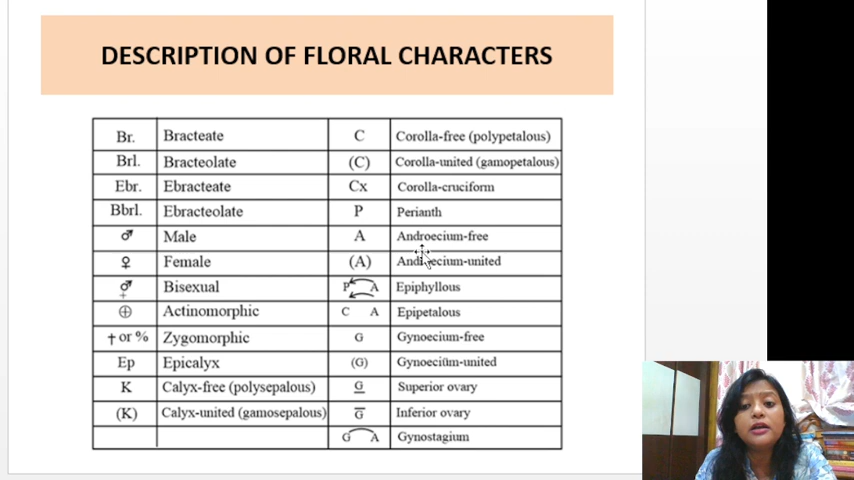 DESCRIPTION OF FLORAL CHARACTERS
Br. Bracteate C Corolla-free (polypetalous)
Brl. Bracteolate (C) Corolla-united (gamopetalous)
Ebr. Ebracteate Cx Corolla-cruciform
Bbrl. Ebracteolate P Perianth
♂ Male A Androecium-free
♀ Female (A) Androecium-united
⚥ Bisexual P A Epiphyllous
⊕ Actinomorphic C A Epipetalous
† or % Zygomorphic G Gynoecium-free
Ep Epicalyx (G) Gynoecium-united
K Calyx-free (polysepalous) G Superior ovary
(K) Calyx-united (gamosepalous) G Inferior ovary
G A Gynostagium